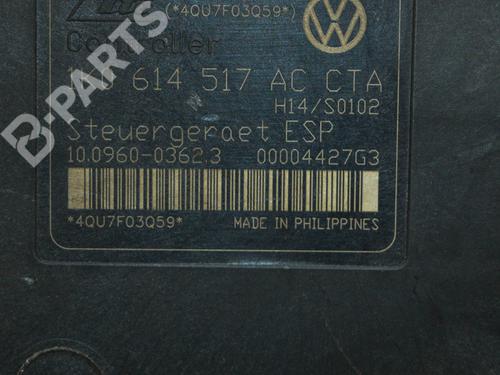 (*4QU7F03Q59*)
Controller
614 517 AC CTA
H14/S0102
Steuergeraet ESP
10.0960-0362.3 00004427G3
*4QU7F03Q59* MADE IN PHILIPPINES
B-PARTS